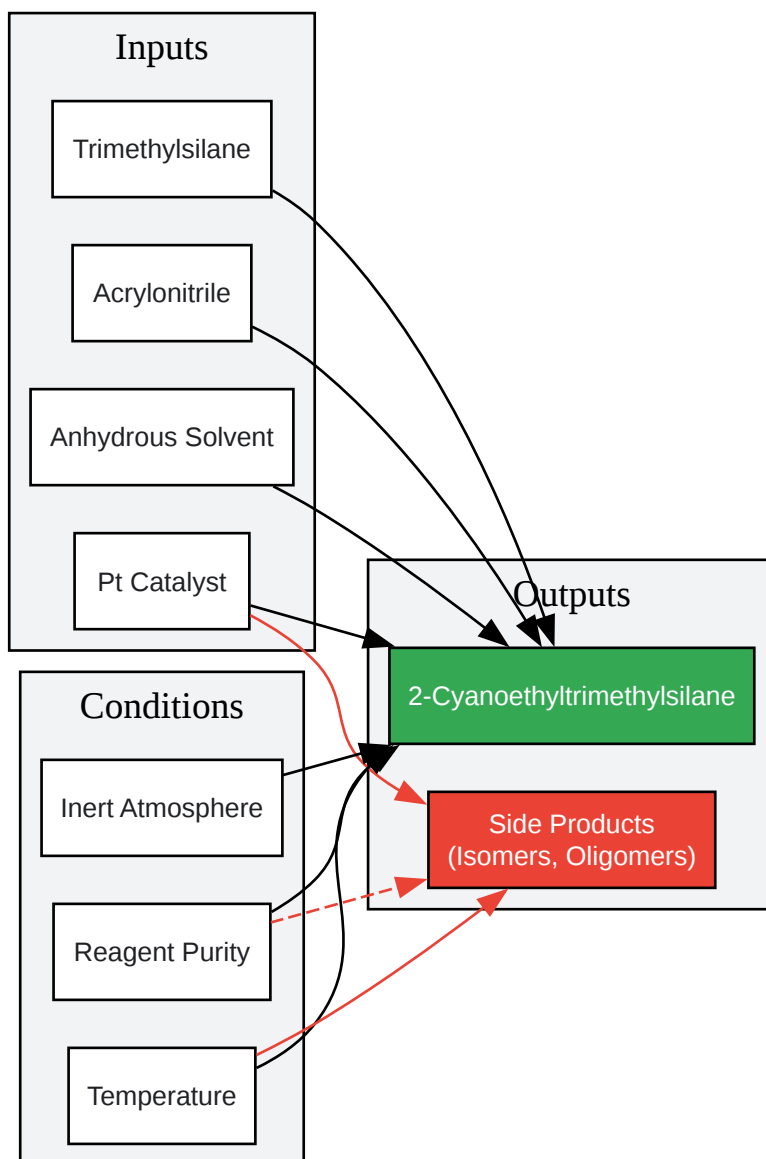 Inputs
Trimethylsilane
Acrylonitrile
Anhydrous Solvent
Pt Catalyst
Outputs
2-Cyanoethyltrimethylsilane
Side Products
(Isomers, Oligomers)
Conditions
Inert Atmosphere
Reagent Purity
Temperature